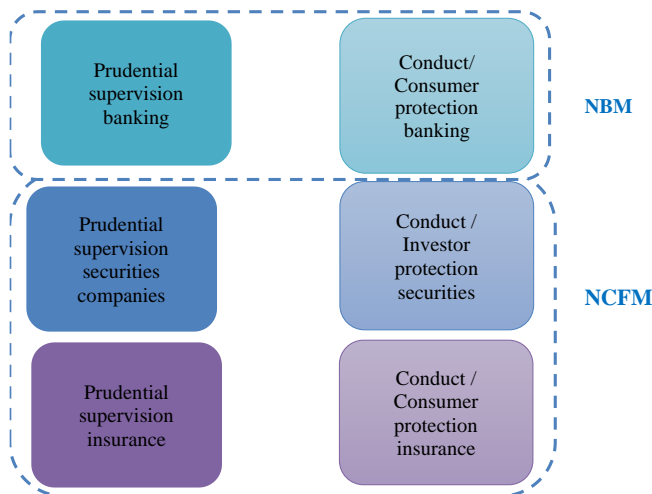 Prudential
supervision
banking
Conduct/
Consumer
protection
banking
NBM
Prudential
supervision
securities
companies
Conduct /
Investor
protection
securities
NCFM
Prudential
supervision
insurance
Conduct /
Consumer
protection
insurance